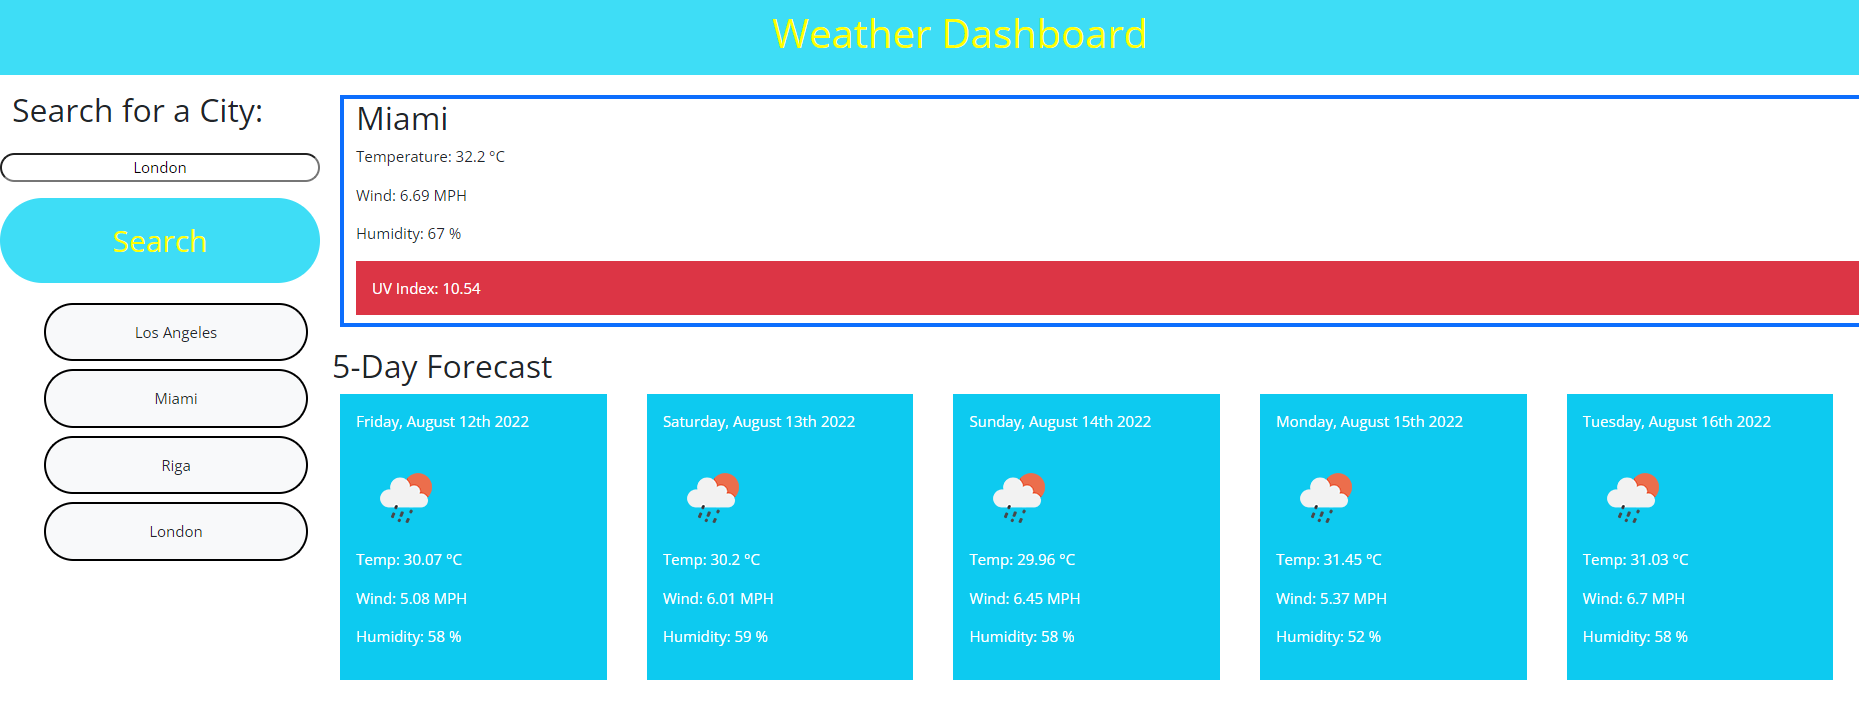 Weather Dashboard
Search for a City:
London
Search
Los Angeles
Miami
Riga
London
Miami
Temperature: 32.2 °C
Wind: 6.69 MPH
Humidity: 67 %
UV Index: 10.54
5-Day Forecast
Friday, August 12th 2022
Temp: 30.07 °C
Wind: 5.08 MPH
Humidity: 58 %
Saturday, August 13th 2022
Temp: 30.2 °C
Wind: 6.01 MPH
Humidity: 59 %
Sunday, August 14th 2022
Temp: 29.96 °C
Wind: 6.45 MPH
Humidity: 58 %
Monday, August 15th 2022
Temp: 31.45 °C
Wind: 5.37 MPH
Humidity: 52 %
Tuesday, August 16th 2022
Temp: 31.03 °C
Wind: 6.7 MPH
Humidity: 58 %